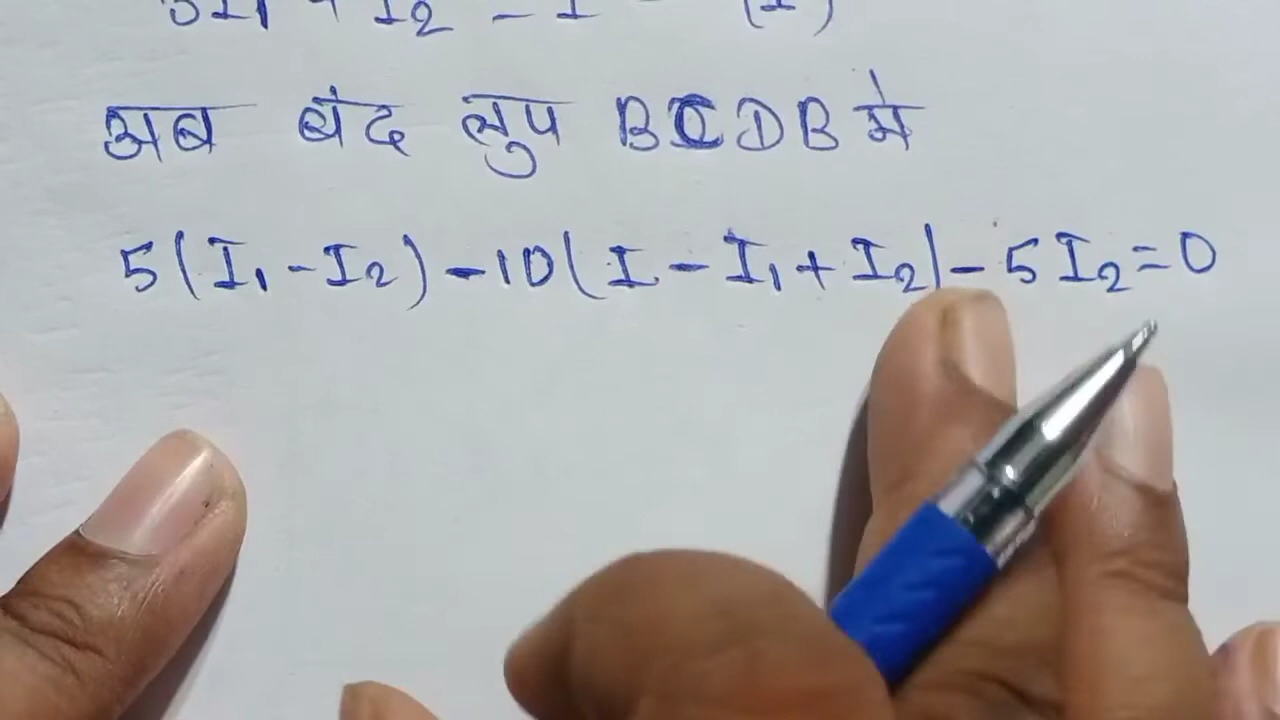 अब बंद लुप BCDB मे
5(I₁ - I₂) - 10(I - I₁ + I₂) - 5I₂ = 0